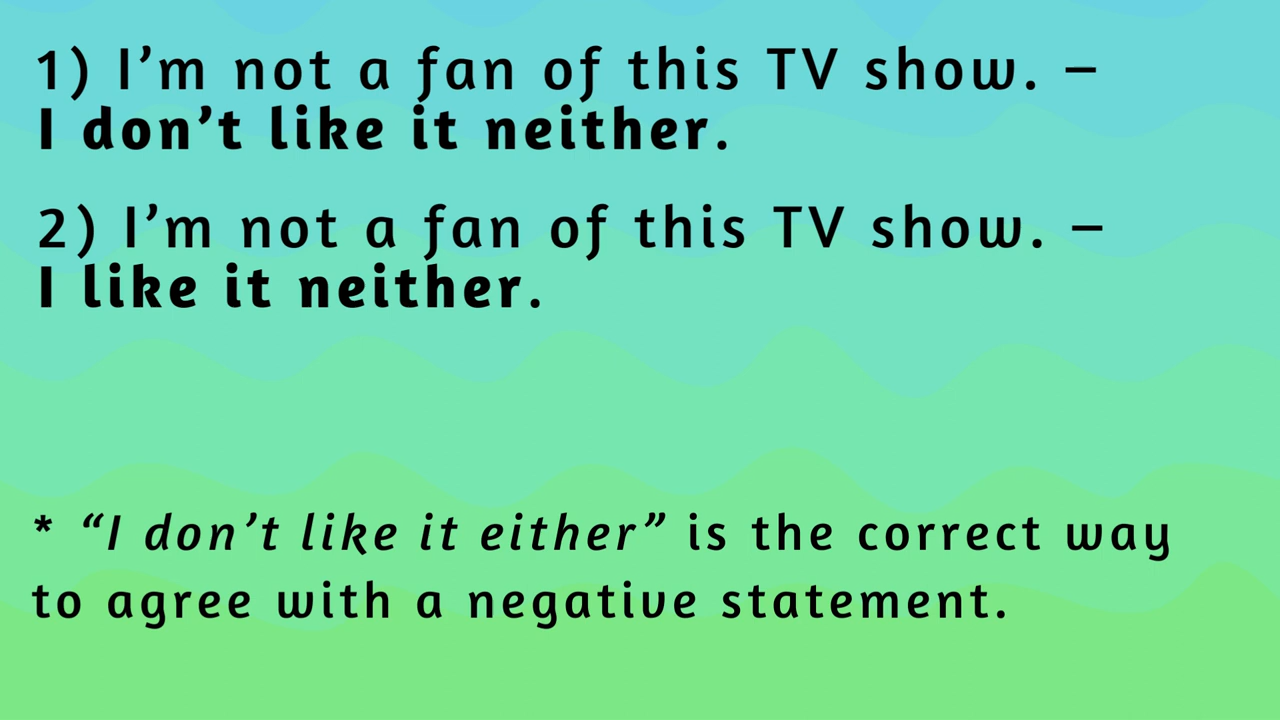 1) I’m not a fan of this TV show. –
I don’t like it neither.
2) I’m not a fan of this TV show. –
I like it neither.
* “I don’t like it either” is the correct way
to agree with a negative statement.